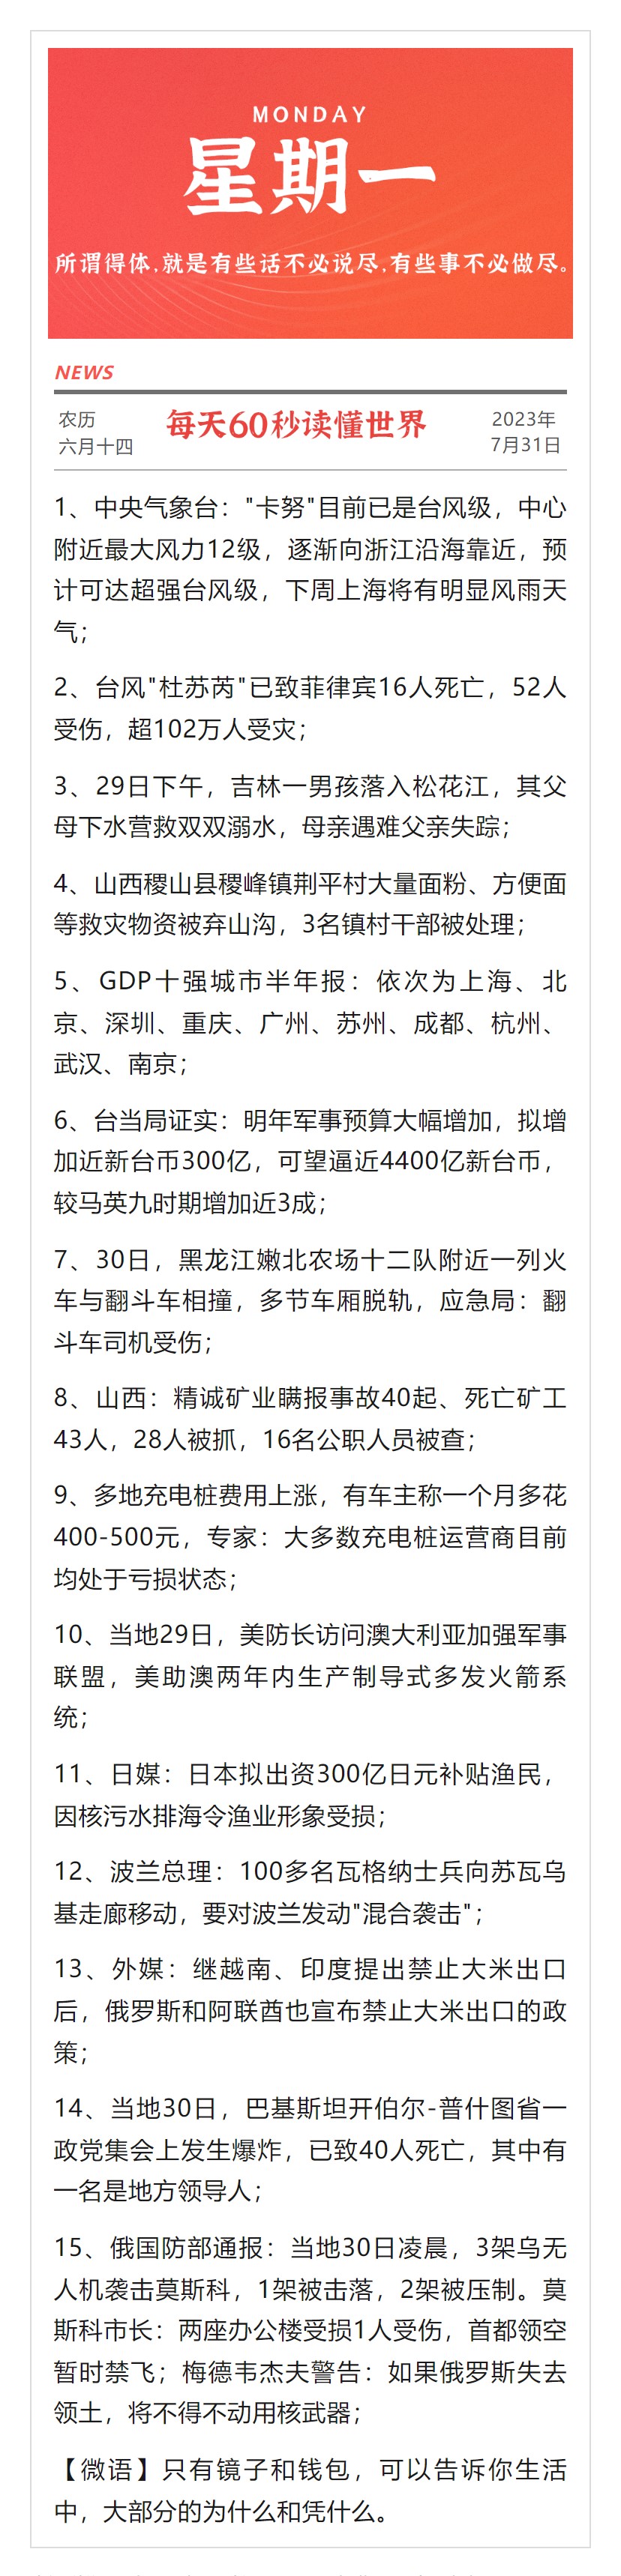 MONDAY
星期一
所谓得体,就是有些话不必说尽,有些事不必做尽。
NEWS
农历
六月十四
每天60秒读懂世界
2023年
7月31日
1、中央气象台："卡努"目前已是台风级，中心
附近最大风力12级，逐渐向浙江沿海靠近，预
计可达超强台风级，下周上海将有明显风雨天
气；
2、台风"杜苏芮"已致菲律宾16人死亡，52人
受伤，超102万人受灾；
3、29日下午，吉林一男孩落入松花江，其父
母下水营救双双溺水，母亲遇难父亲失踪；
4、山西稷山县稷峰镇荆平村大量面粉、方便面
等救灾物资被弃山沟，3名镇村干部被处理；
5、GDP十强城市半年报：依次为上海、北
京、深圳、重庆、广州、苏州、成都、杭州、
武汉、南京；
6、台当局证实：明年军事预算大幅增加，拟增
加近新台币300亿，可望逼近4400亿新台币，
较马英九时期增加近3成；
7、30日，黑龙江嫩北农场十二队附近一列火
车与翻斗车相撞，多节车厢脱轨，应急局：翻
斗车司机受伤；
8、山西：精诚矿业瞒报事故40起、死亡矿工
43人，28人被抓，16名公职人员被查；
9、多地充电桩费用上涨，有车主称一个月多花
400-500元，专家：大多数充电桩运营商目前
均处于亏损状态；
10、当地29日，美防长访问澳大利亚加强军事
联盟，美助澳两年内生产制导式多发火箭系
统；
11、日媒：日本拟出资300亿日元补贴渔民，
因核污水排海令渔业形象受损；
12、波兰总理：100多名瓦格纳士兵向苏瓦乌
基走廊移动，要对波兰发动"混合袭击"；
13、外媒：继越南、印度提出禁止大米出口
后，俄罗斯和阿联酋也宣布禁止大米出口的政
策；
14、当地30日，巴基斯坦开伯尔-普什图省一
政党集会上发生爆炸，已致40人死亡，其中有
一名是地方领导人；
15、俄国防部通报：当地30日凌晨，3架乌无
人机袭击莫斯科，1架被击落，2架被压制。莫
斯科市长：两座办公楼受损1人受伤，首都领空
暂时禁飞；梅德韦杰夫警告：如果俄罗斯失去
领土，将不得不动用核武器；
【微语】只有镜子和钱包，可以告诉你生活
中，大部分的为什么和凭什么。